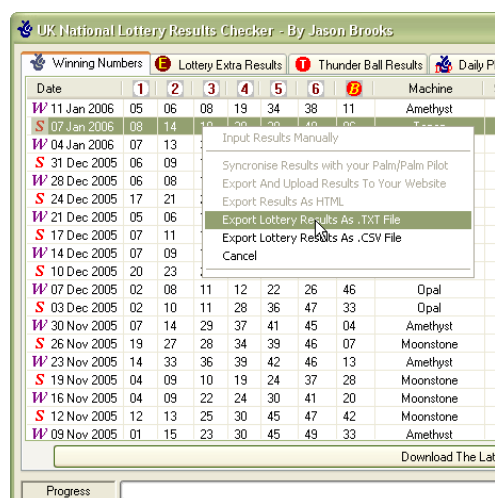 UK National Lottery Results Checker - By Jason Brooks
Winning Numbers E Lottery Extra Results T Thunder Ball Results Daily
Date 1 2 3 4 5 6 B Machine
W 11 Jan 2006 05 06 08 19 34 38 11 Amethyst
S 07 Jan 2006 08 14
W 04 Jan 2006 07 13
S 31 Dec 2005 06 09
W 28 Dec 2005 06 08
S 24 Dec 2005 17 21
W 21 Dec 2005 05 06
S 17 Dec 2005 07 11
W 14 Dec 2005 07 09
S 10 Dec 2005 20 23
Input Results Manually
Syncronise Results with your Palm/Palm Pilot
Export And Upload Results To Your Website
Export Results As HTML
Export Lottery Results As .TXT File
Export Lottery Results As .CSV File
Cancel
W 07 Dec 2005 02 08 11 12 22 26 46 Opal
S 03 Dec 2005 02 10 11 28 36 47 33 Opal
W 30 Nov 2005 07 14 29 37 41 45 04 Amethyst
S 26 Nov 2005 19 27 28 34 39 46 07 Moonstone
W 23 Nov 2005 14 33 36 39 42 46 13 Amethyst
S 19 Nov 2005 04 09 10 19 24 37 28 Moonstone
W 16 Nov 2005 04 09 22 24 30 41 20 Moonstone
S 12 Nov 2005 12 13 25 30 45 47 42 Moonstone
W 09 Nov 2005 01 15 23 30 45 49 33 Amethyst
Download The Lat
Progress